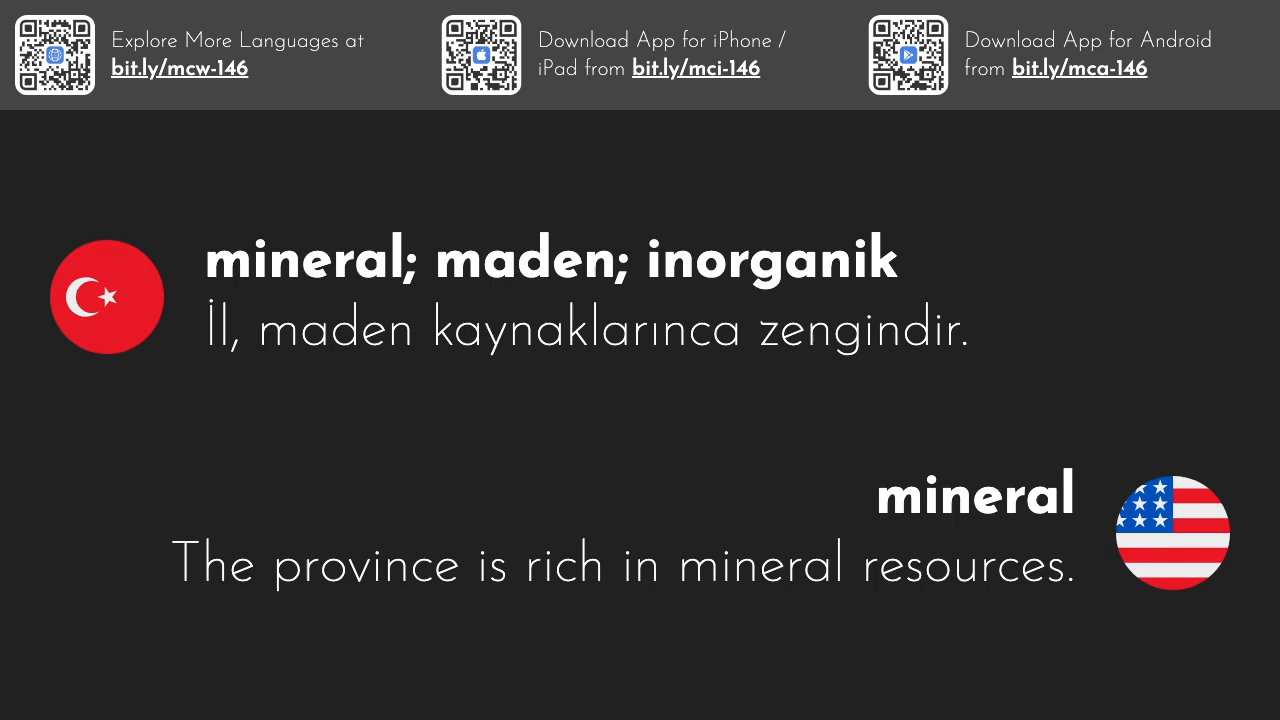 Explore More Languages at
bit.ly/mcw-146
Download App for iPhone /
iPad from bit.ly/mci-146
Download App for Android
from bit.ly/mca-146
mineral; maden; inorganik
İl, maden kaynaklarınca zengindir.
mineral
The province is rich in mineral resources.